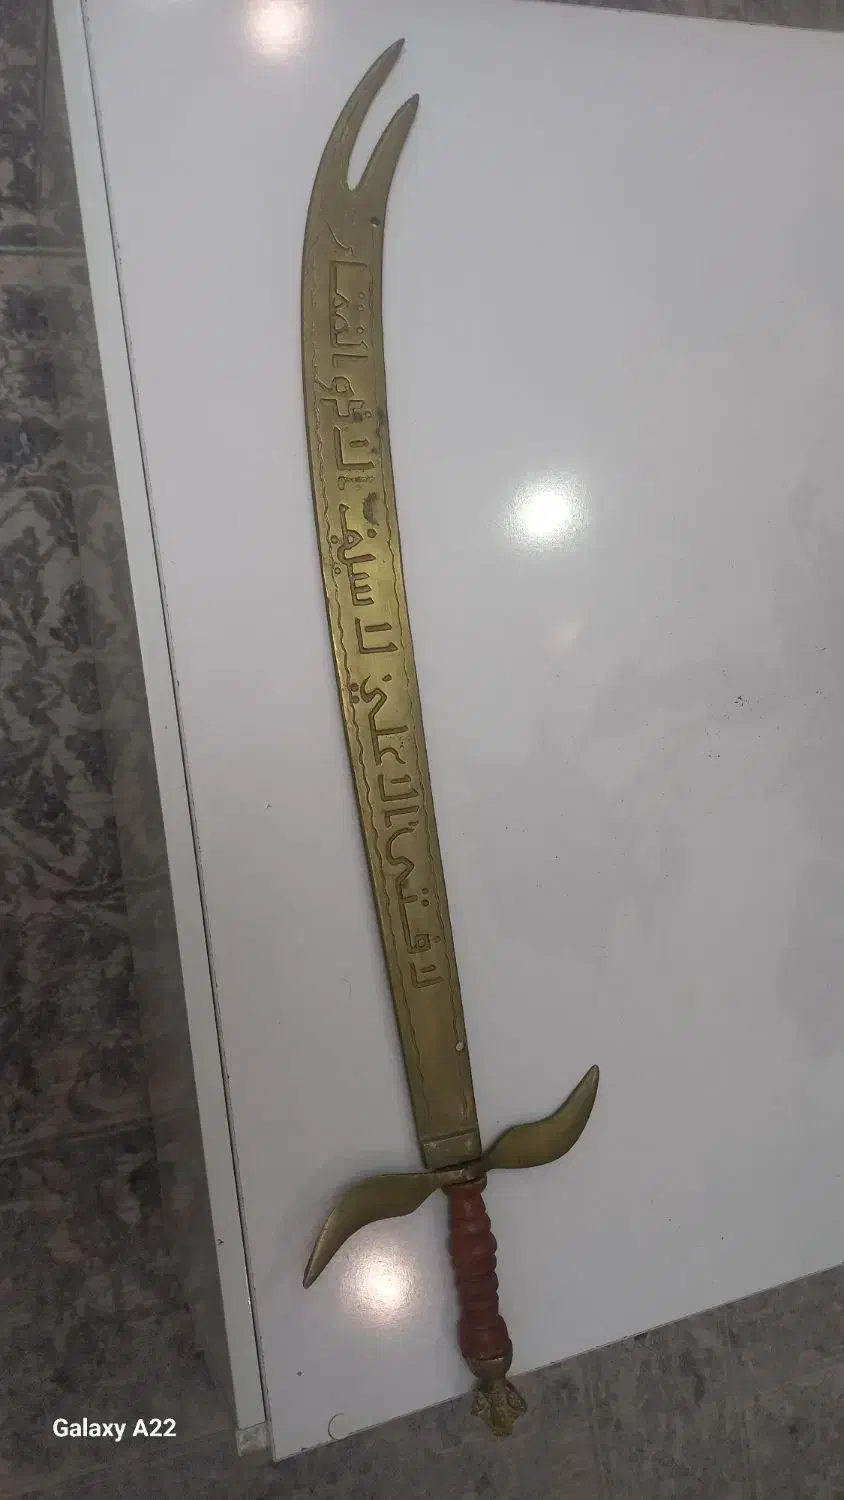 لا فتى الا علي لا سيف الا ذو الفقار
Galaxy A22